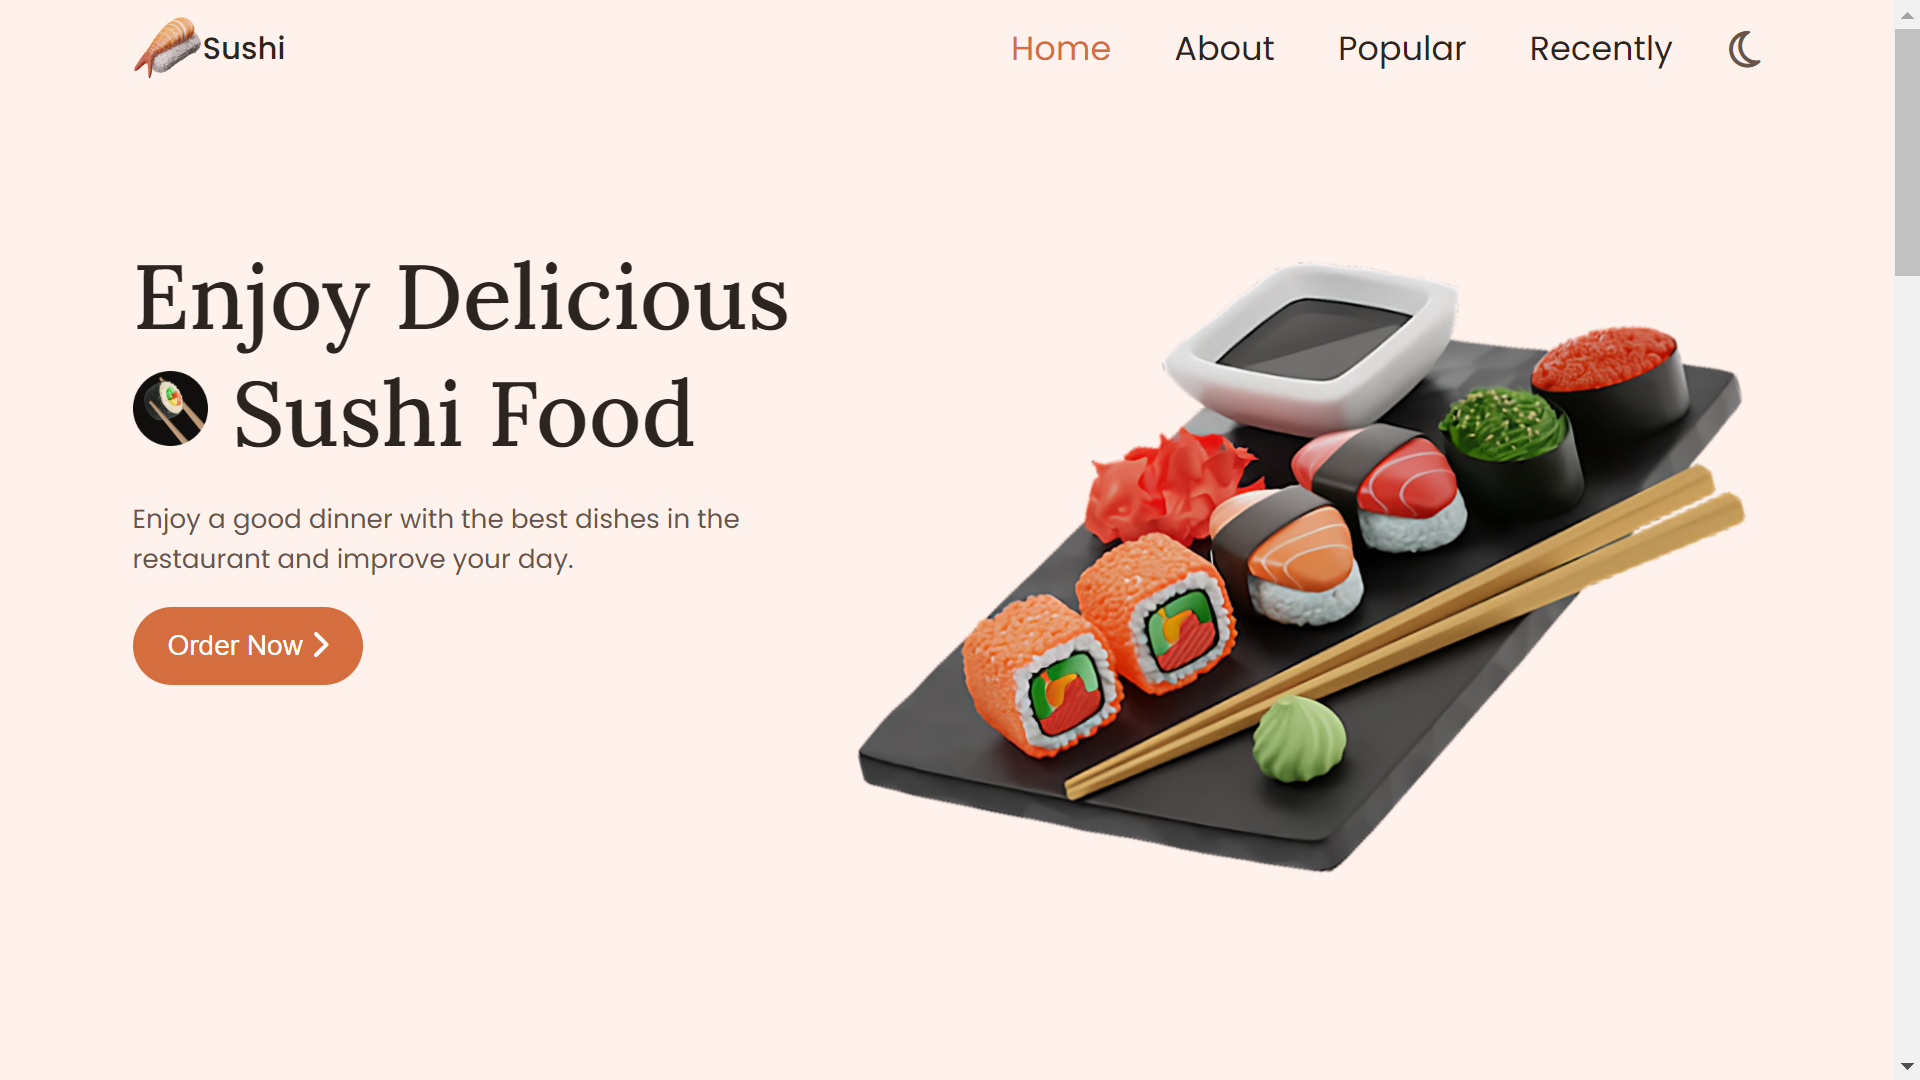 Sushi
Home
About
Popular
Recently
Enjoy Delicious
Sushi Food
Enjoy a good dinner with the best dishes in the
restaurant and improve your day.
Order Now